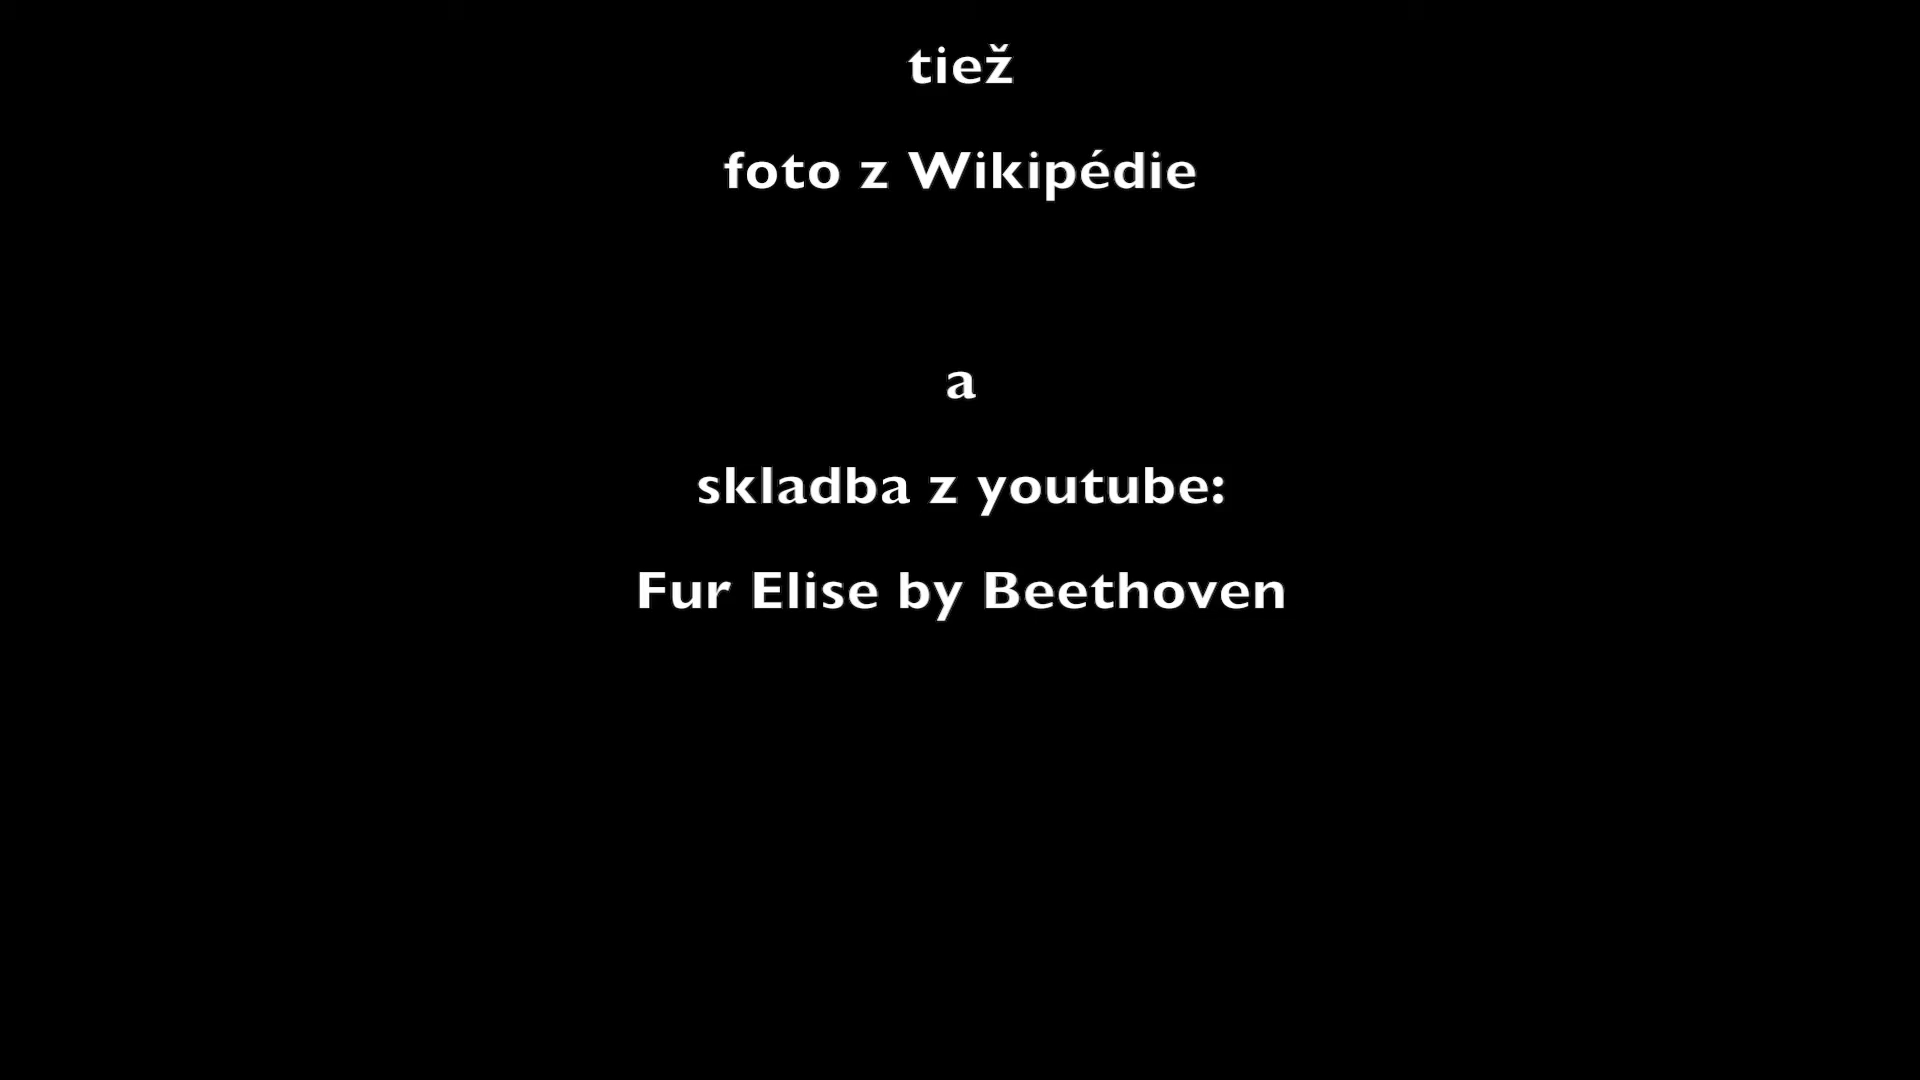 tiež
foto z Wikipédie
a
skladba z youtube:
Fur Elise by Beethoven